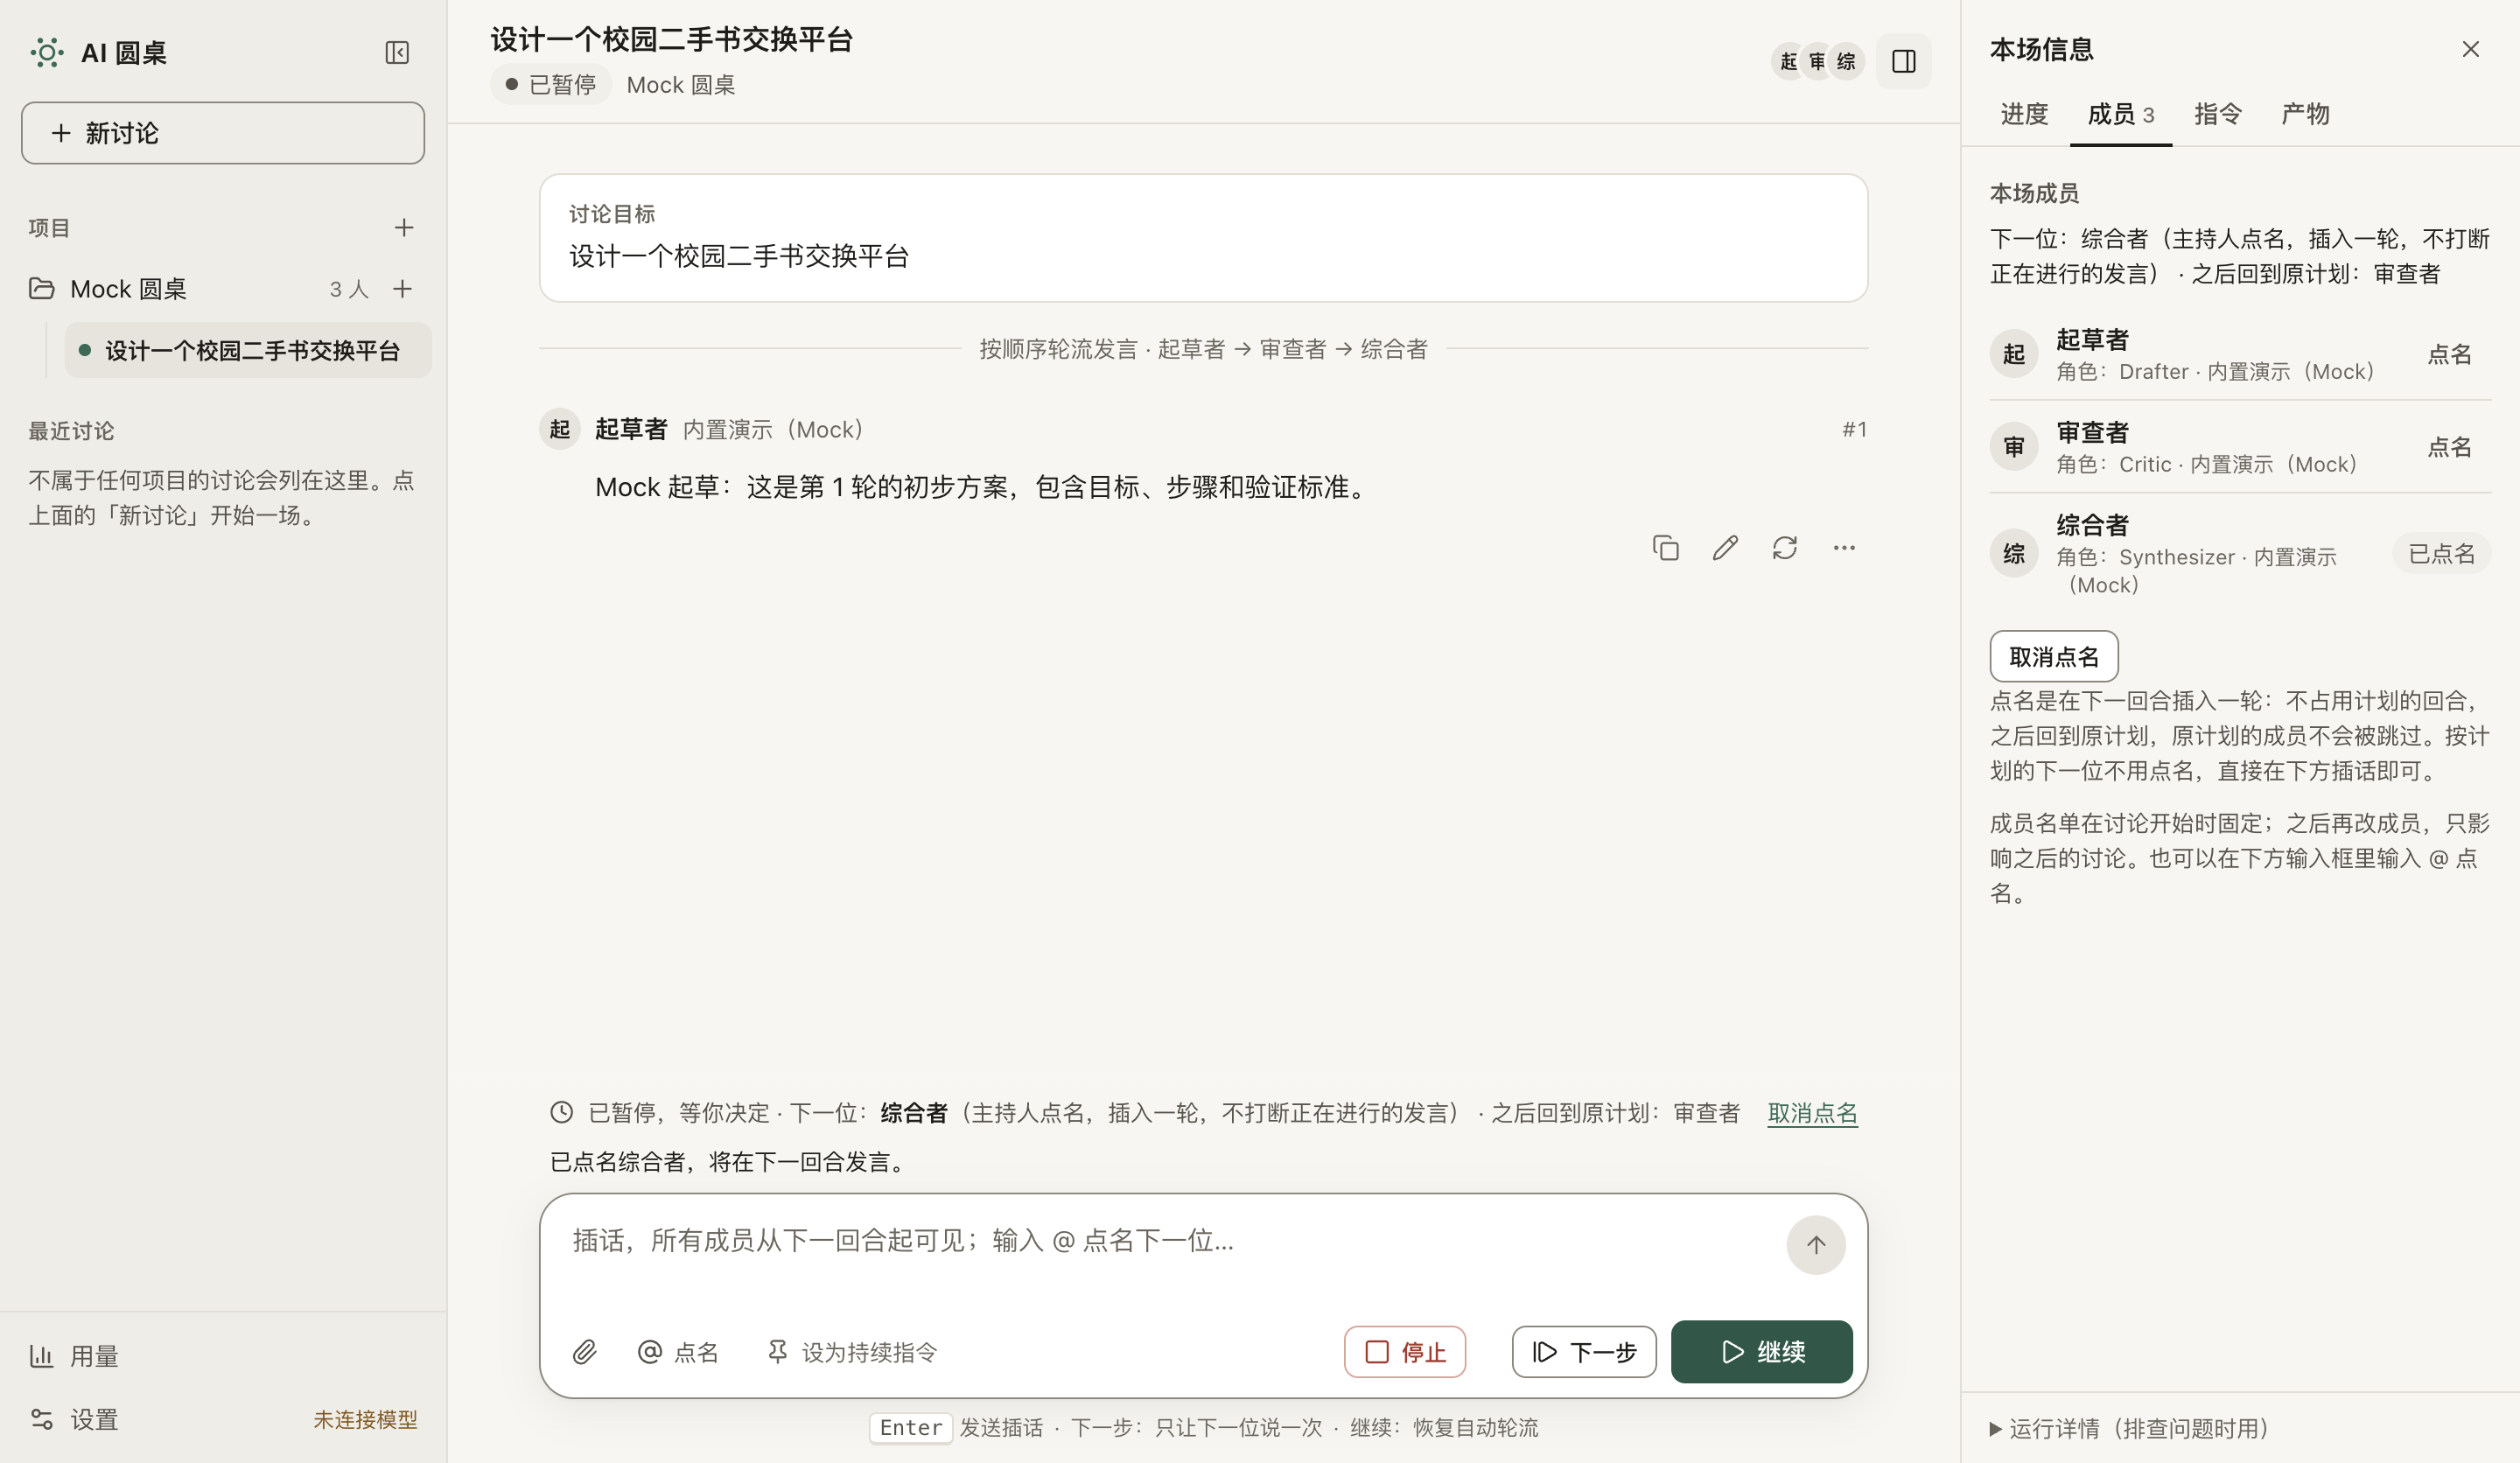 AI 圆桌
新讨论
项目
Mock 圆桌 3 人
设计一个校园二手书交换平台
最近讨论
不属于任何项目的讨论会列在这里。点
上面的「新讨论」开始一场。
用量
设置 未连接模型
设计一个校园二手书交换平台
已暂停 Mock 圆桌
起 审 综
讨论目标
设计一个校园二手书交换平台
按顺序轮流发言 · 起草者 → 审查者 → 综合者
起 起草者 内置演示（Mock） #1
Mock 起草：这是第 1 轮的初步方案，包含目标、步骤和验证标准。
已暂停，等你决定 · 下一位：综合者（主持人点名，插入一轮，不打断正在进行的发言） · 之后回到原计划：审查者 取消点名
已点名综合者，将在下一回合发言。
插话，所有成员从下一回合起可见；输入 @ 点名下一位…
点名 设为持续指令 停止 下一步 继续
Enter 发送插话 · 下一步：只让下一位说一次 · 继续：恢复自动轮流
本场信息
进度 成员 3 指令 产物
本场成员
下一位：综合者（主持人点名，插入一轮，不打断
正在进行的发言） · 之后回到原计划：审查者
起 起草者
角色：Drafter · 内置演示（Mock） 点名
审 审查者
角色：Critic · 内置演示（Mock） 点名
综 综合者
角色：Synthesizer · 内置演示 已点名
（Mock）
取消点名
点名是在下一回合插入一轮：不占用计划的回合，
之后回到原计划，原计划的成员不会被跳过。按计
划的下一位不用点名，直接在下方插话即可。
成员名单在讨论开始时固定；之后再改成员，只影
响之后的讨论。也可以在下方输入框里输入 @ 点
名。
运行详情（排查问题时用）